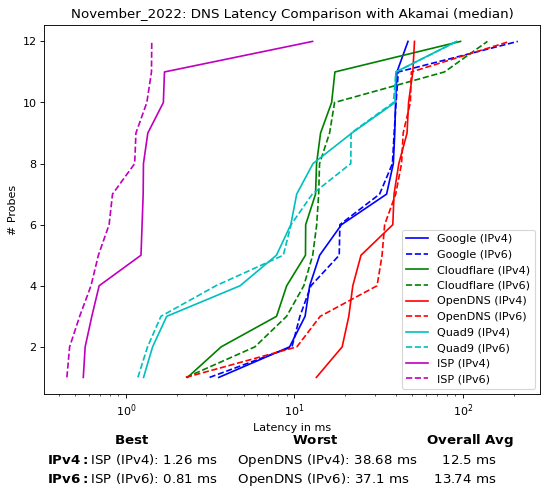 November_2022: DNS Latency Comparison with Akamai (median)
12
10
8
6
4
2
# Probes
Google (IPv4)
Google (IPv6)
Cloudflare (IPv4)
Cloudflare (IPv6)
OpenDNS (IPv4)
OpenDNS (IPv6)
Quad9 (IPv4)
Quad9 (IPv6)
ISP (IPv4)
ISP (IPv6)
10⁰ 10¹ 10²
Latency in ms
Best Worst Overall Avg
IPv4: ISP (IPv4): 1.26 ms OpenDNS (IPv4): 38.68 ms 12.5 ms
IPv6: ISP (IPv6): 0.81 ms OpenDNS (IPv6): 37.1 ms 13.74 ms